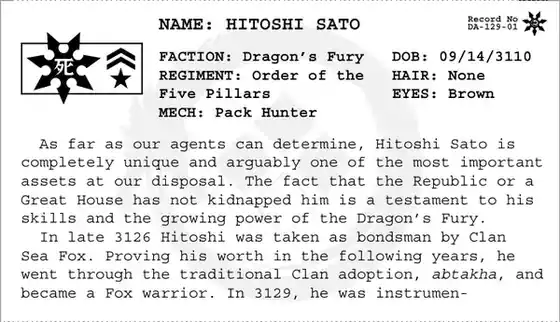 NAME: HITOSHI SATO
Record No
DA-129-01
死
FACTION: Dragon's Fury
REGIMENT: Order of the
Five Pillars
MECH: Pack Hunter
DOB: 09/14/3110
HAIR: None
EYES: Brown
As far as our agents can determine, Hitoshi Sato is
completely unique and arguably one of the most important
assets at our disposal. The fact that the Republic or a
Great House has not kidnapped him is a testament to his
skills and the growing power of the Dragon's Fury.
In late 3126 Hitoshi was taken as bondsman by Clan
Sea Fox. Proving his worth in the following years, he
went through the traditional Clan adoption, abtakha, and
became a Fox warrior. In 3129, he was instrumen-